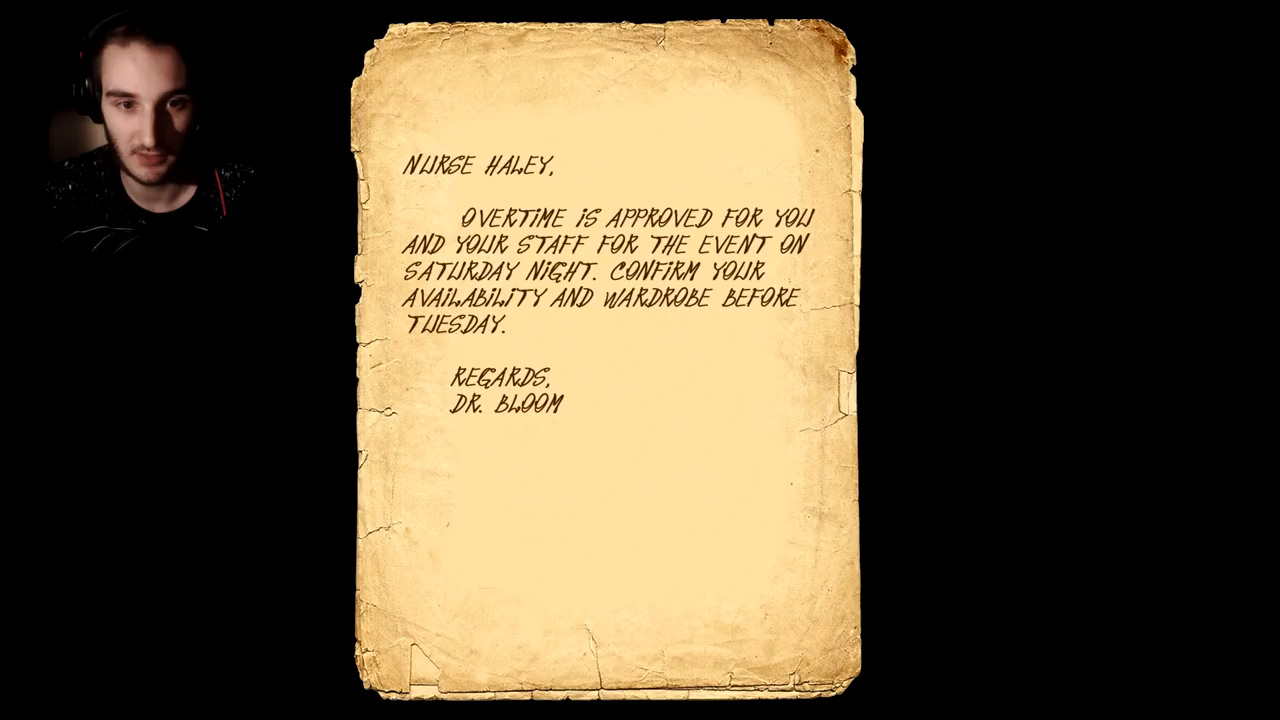 NURSE HALEY,
OVERTIME IS APPROVED FOR YOU
AND YOUR STAFF FOR THE EVENT ON
SATURDAY NIGHT. CONFIRM YOUR
AVAILABILITY AND WARDROBE BEFORE
TUESDAY.
REGARDS,
DR. BLOOM